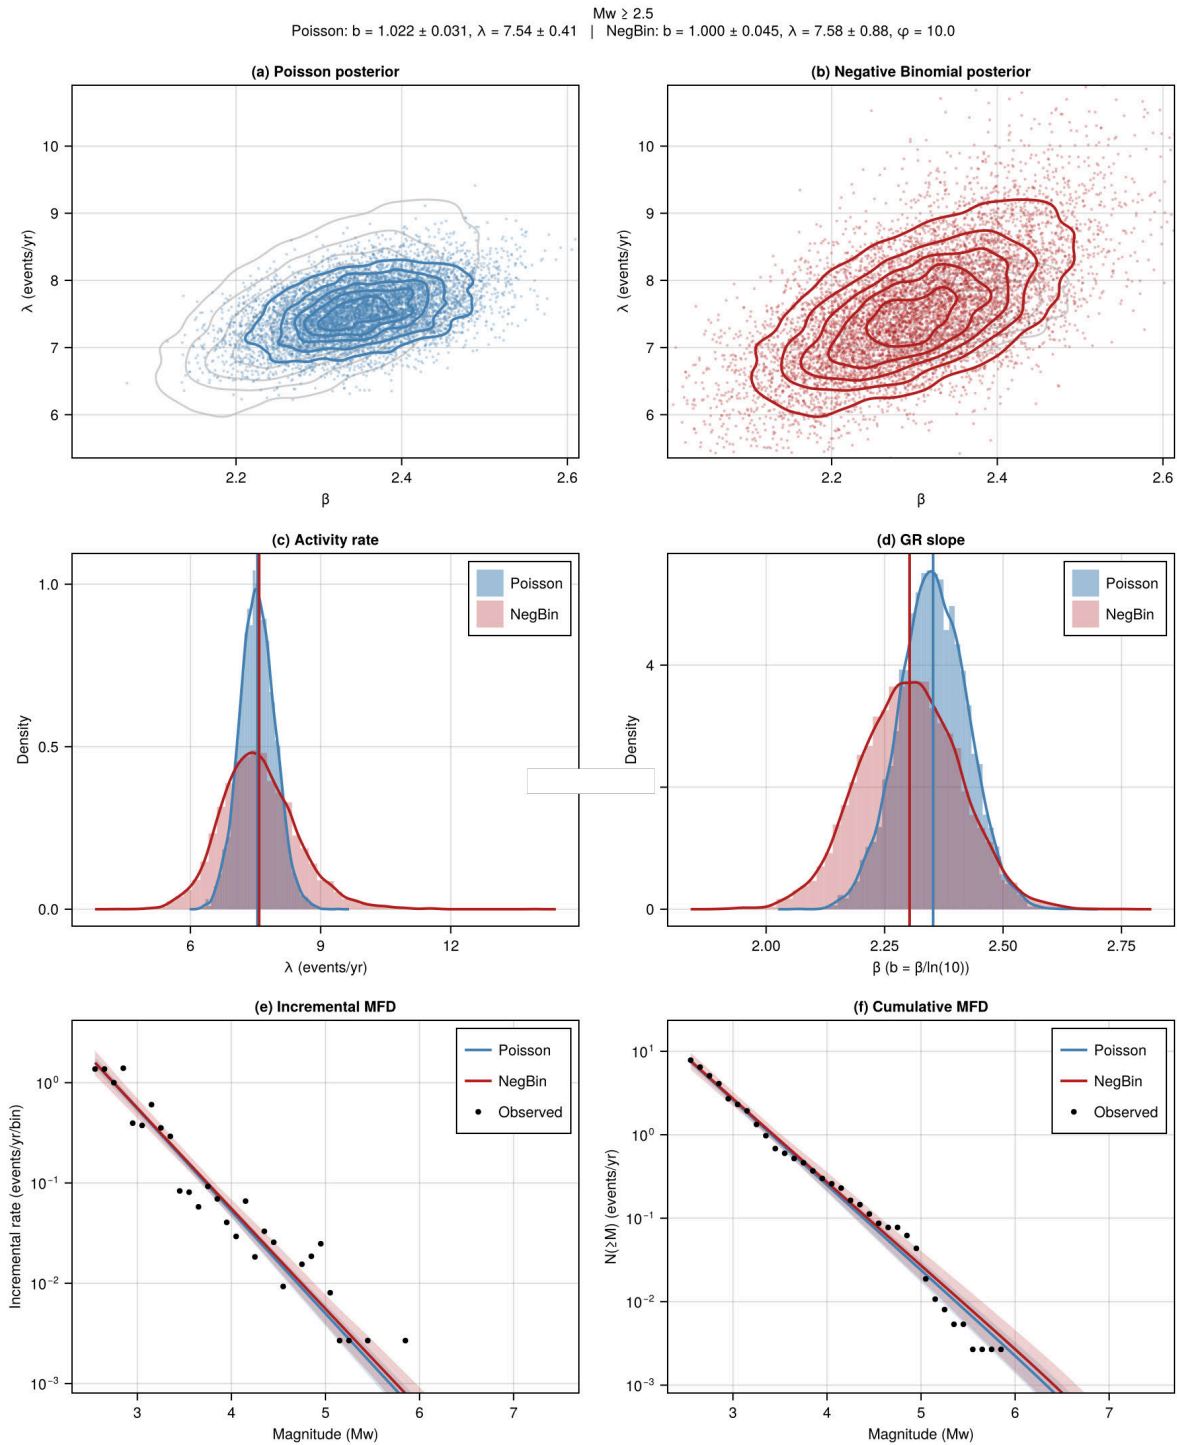 Mw ≥ 2.5
Poisson: b = 1.022 ± 0.031, λ = 7.54 ± 0.41 | NegBin: b = 1.000 ± 0.045, λ = 7.58 ± 0.88, φ = 10.0
(a) Poisson posterior
10
9
8
7
6
λ (events/yr)
2.2
2.4
2.6
β
(b) Negative Binomial posterior
10
9
8
7
6
λ (events/yr)
2.2
2.4
2.6
β
(c) Activity rate
Poisson
NegBin
1.0
0.5
0.0
Density
6
9
12
λ (events/yr)
(d) GR slope
Poisson
NegBin
4
0
Density
2.00
2.25
2.50
2.75
β (b = β/ln(10))
(e) Incremental MFD
Poisson
NegBin
Observed
10⁰
10⁻¹
10⁻²
10⁻³
Incremental rate (events/yr/bin)
3
4
5
6
7
Magnitude (Mw)
(f) Cumulative MFD
Poisson
NegBin
Observed
10¹
10⁰
10⁻¹
10⁻²
10⁻³
N(≥M) (events/yr)
3
4
5
6
7
Magnitude (Mw)